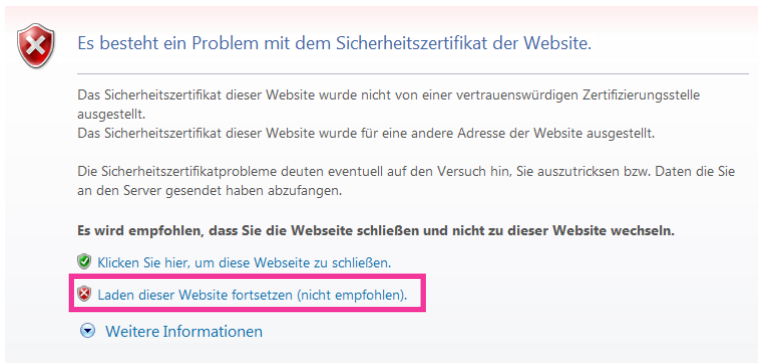 Es besteht ein Problem mit dem Sicherheitszertifikat der Website.
Das Sicherheitszertifikat dieser Website wurde nicht von einer vertrauenswürdigen Zertifizierungsstelle
ausgestellt.
Das Sicherheitszertifikat dieser Website wurde für eine andere Adresse der Website ausgestellt.
Die Sicherheitszertifikatprobleme deuten eventuell auf den Versuch hin, Sie auszutricksen bzw. Daten die Sie
an den Server gesendet haben abzufangen.
Es wird empfohlen, dass Sie die Webseite schließen und nicht zu dieser Website wechseln.
Klicken Sie hier, um diese Webseite zu schließen.
Laden dieser Website fortsetzen (nicht empfohlen).
Weitere Informationen